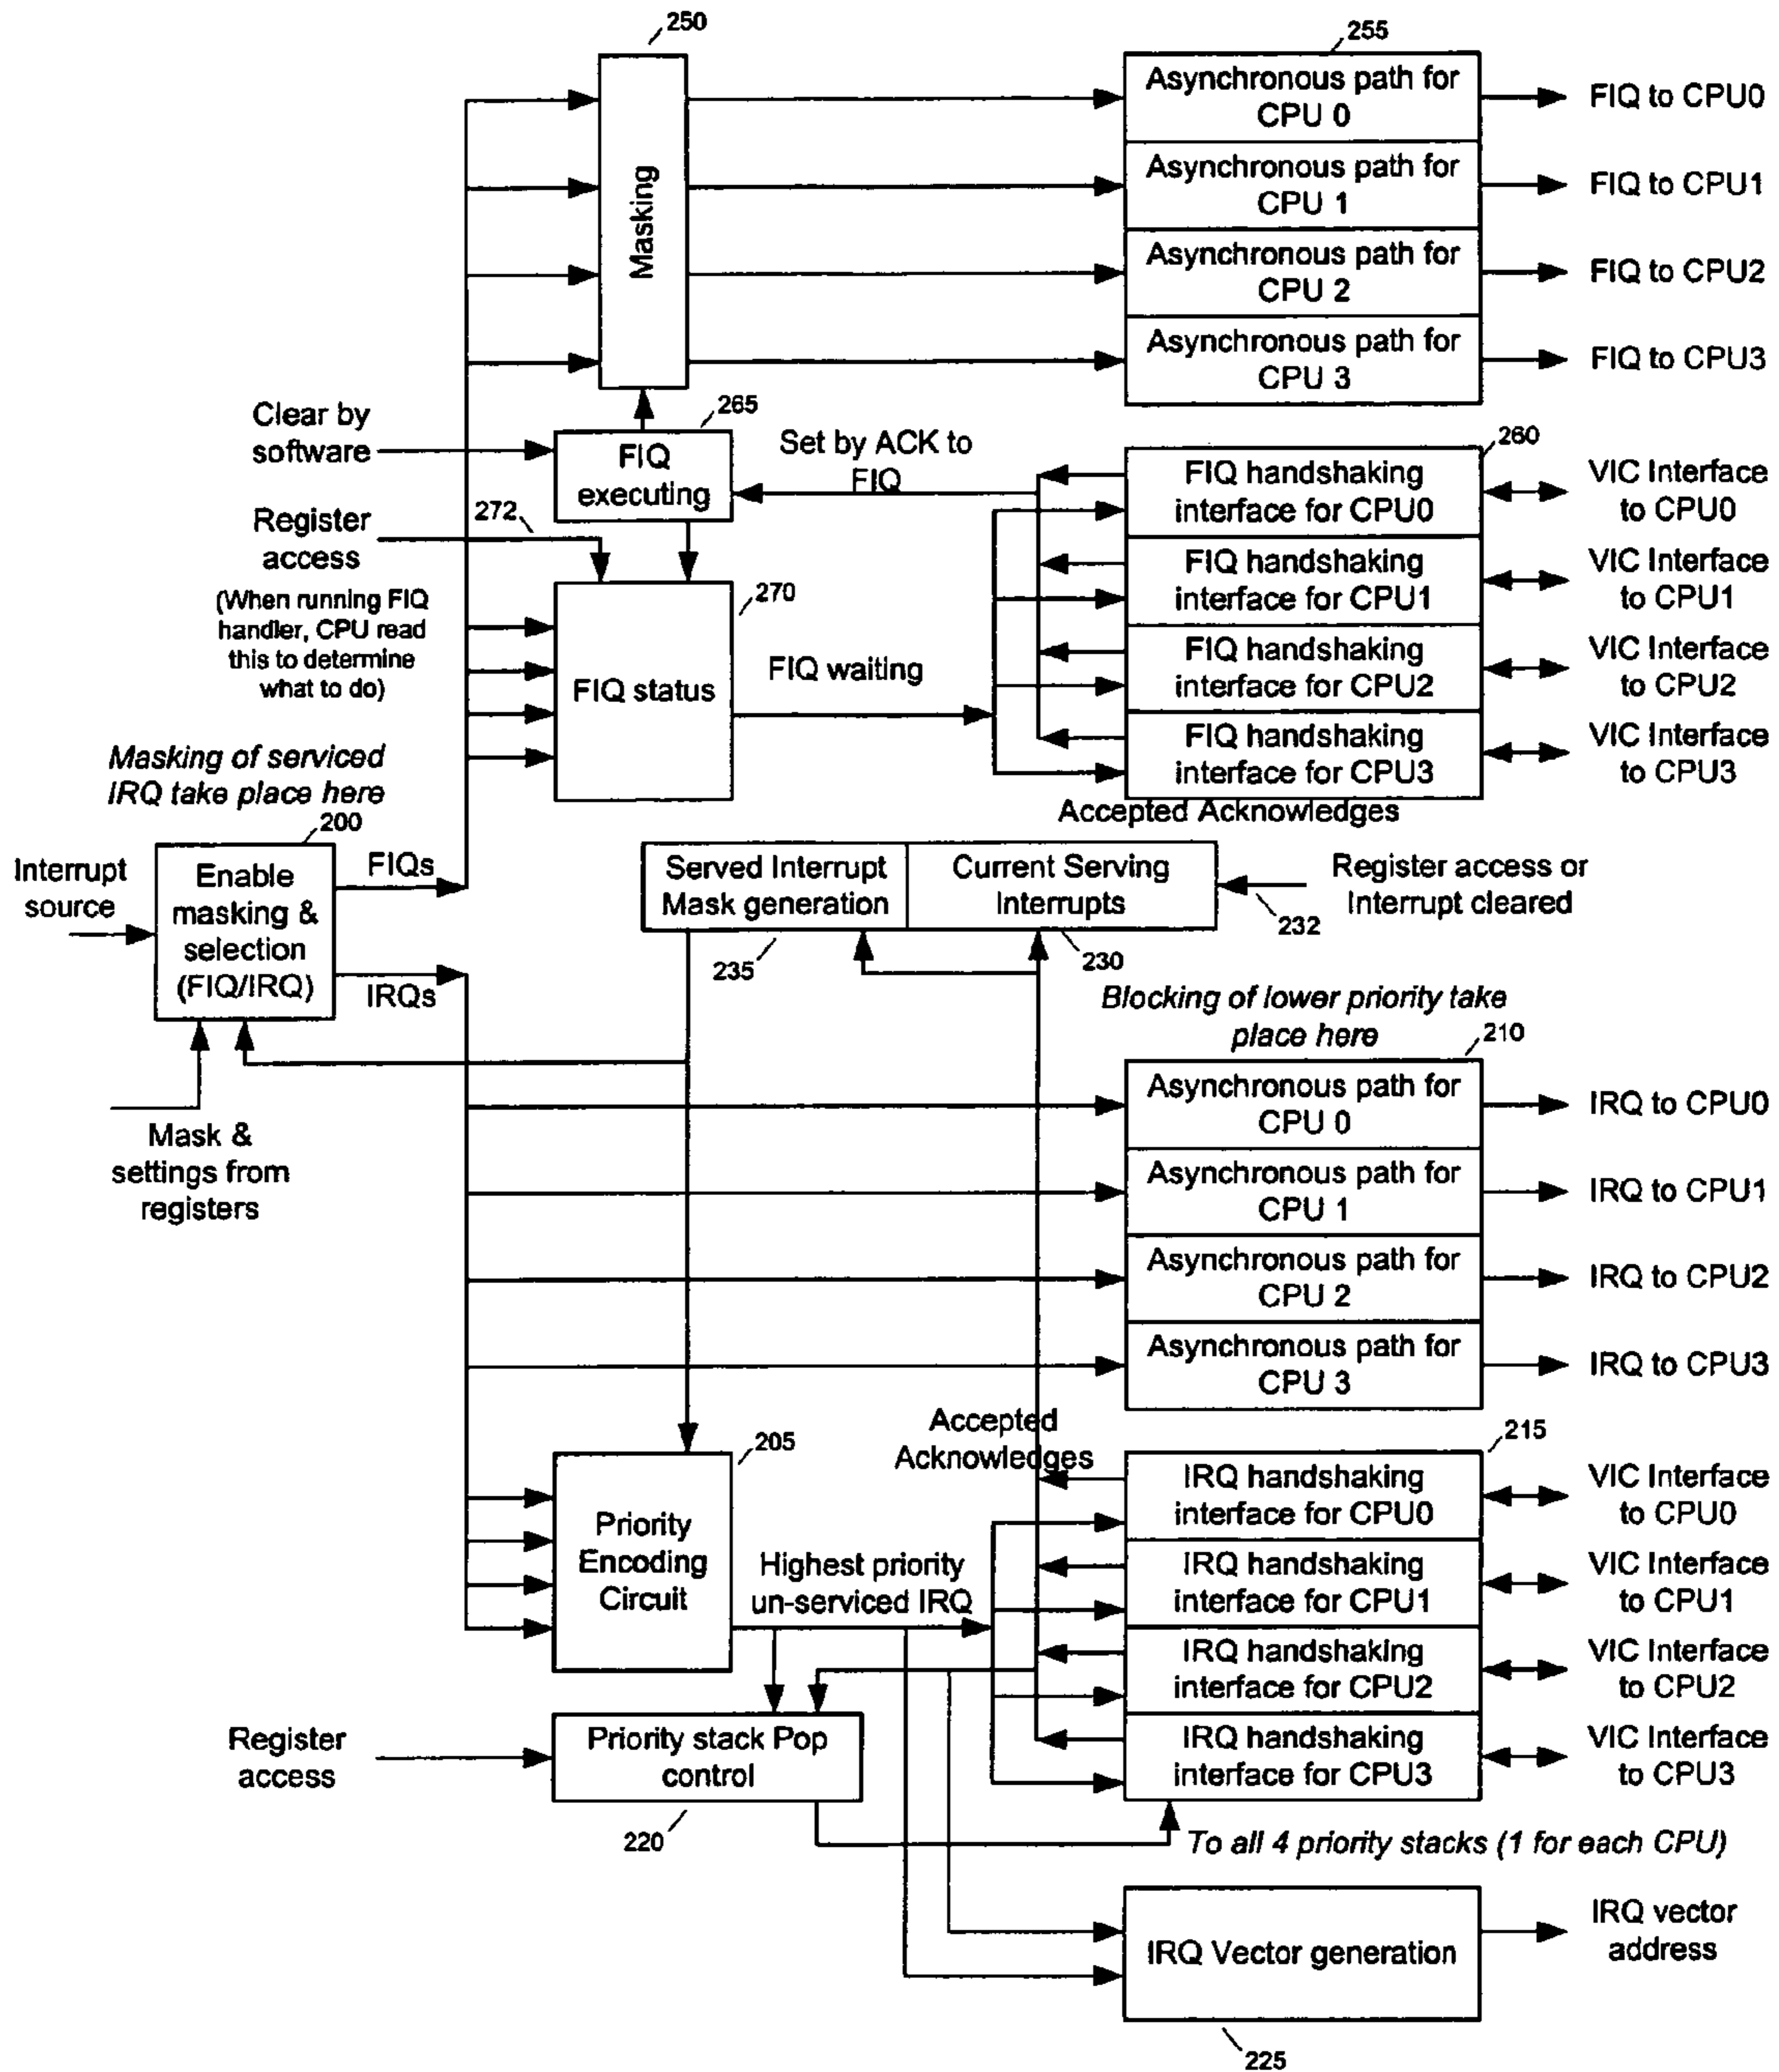 250
255
Masking
Asynchronous path for
CPU 0
FIQ to CPU0
Asynchronous path for
CPU 1
FIQ to CPU1
Asynchronous path for
CPU 2
FIQ to CPU2
Asynchronous path for
CPU 3
FIQ to CPU3
Clear by
software
265
FIQ
executing
Set by ACK to
FIQ
260
FIQ handshaking
interface for CPU0
VIC Interface
to CPU0
FIQ handshaking
interface for CPU1
VIC Interface
to CPU1
FIQ handshaking
interface for CPU2
VIC Interface
to CPU2
FIQ handshaking
interface for CPU3
VIC Interface
to CPU3
Register
access
272
(When running FIQ
handler, CPU read
this to determine
what to do)
270
FIQ status
FIQ waiting
Accepted Acknowledges
Masking of serviced
IRQ take place here
200
Interrupt
source
Enable
masking &
selection
(FIQ/IRQ)
FIQs
IRQs
Served Interrupt
Mask generation
Current Serving
Interrupts
Register access or
Interrupt cleared
232
235
230
Mask &
settings from
registers
Blocking of lower priority take
place here
210
Asynchronous path for
CPU 0
IRQ to CPU0
Asynchronous path for
CPU 1
IRQ to CPU1
Asynchronous path for
CPU 2
IRQ to CPU2
Asynchronous path for
CPU 3
IRQ to CPU3
205
Priority
Encoding
Circuit
Accepted
Acknowledges
Highest priority
un-serviced IRQ
215
IRQ handshaking
interface for CPU0
VIC Interface
to CPU0
IRQ handshaking
interface for CPU1
VIC Interface
to CPU1
IRQ handshaking
interface for CPU2
VIC Interface
to CPU2
IRQ handshaking
interface for CPU3
VIC Interface
to CPU3
Register
access
Priority stack Pop
control
220
To all 4 priority stacks (1 for each CPU)
IRQ Vector generation
IRQ vector
address
225